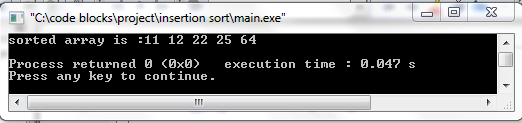 "C:\code blocks\project\insertion sort\main.exe"
sorted array is :11 12 22 25 64
Process returned 0 (0x0)   execution time : 0.047 s
Press any key to continue.